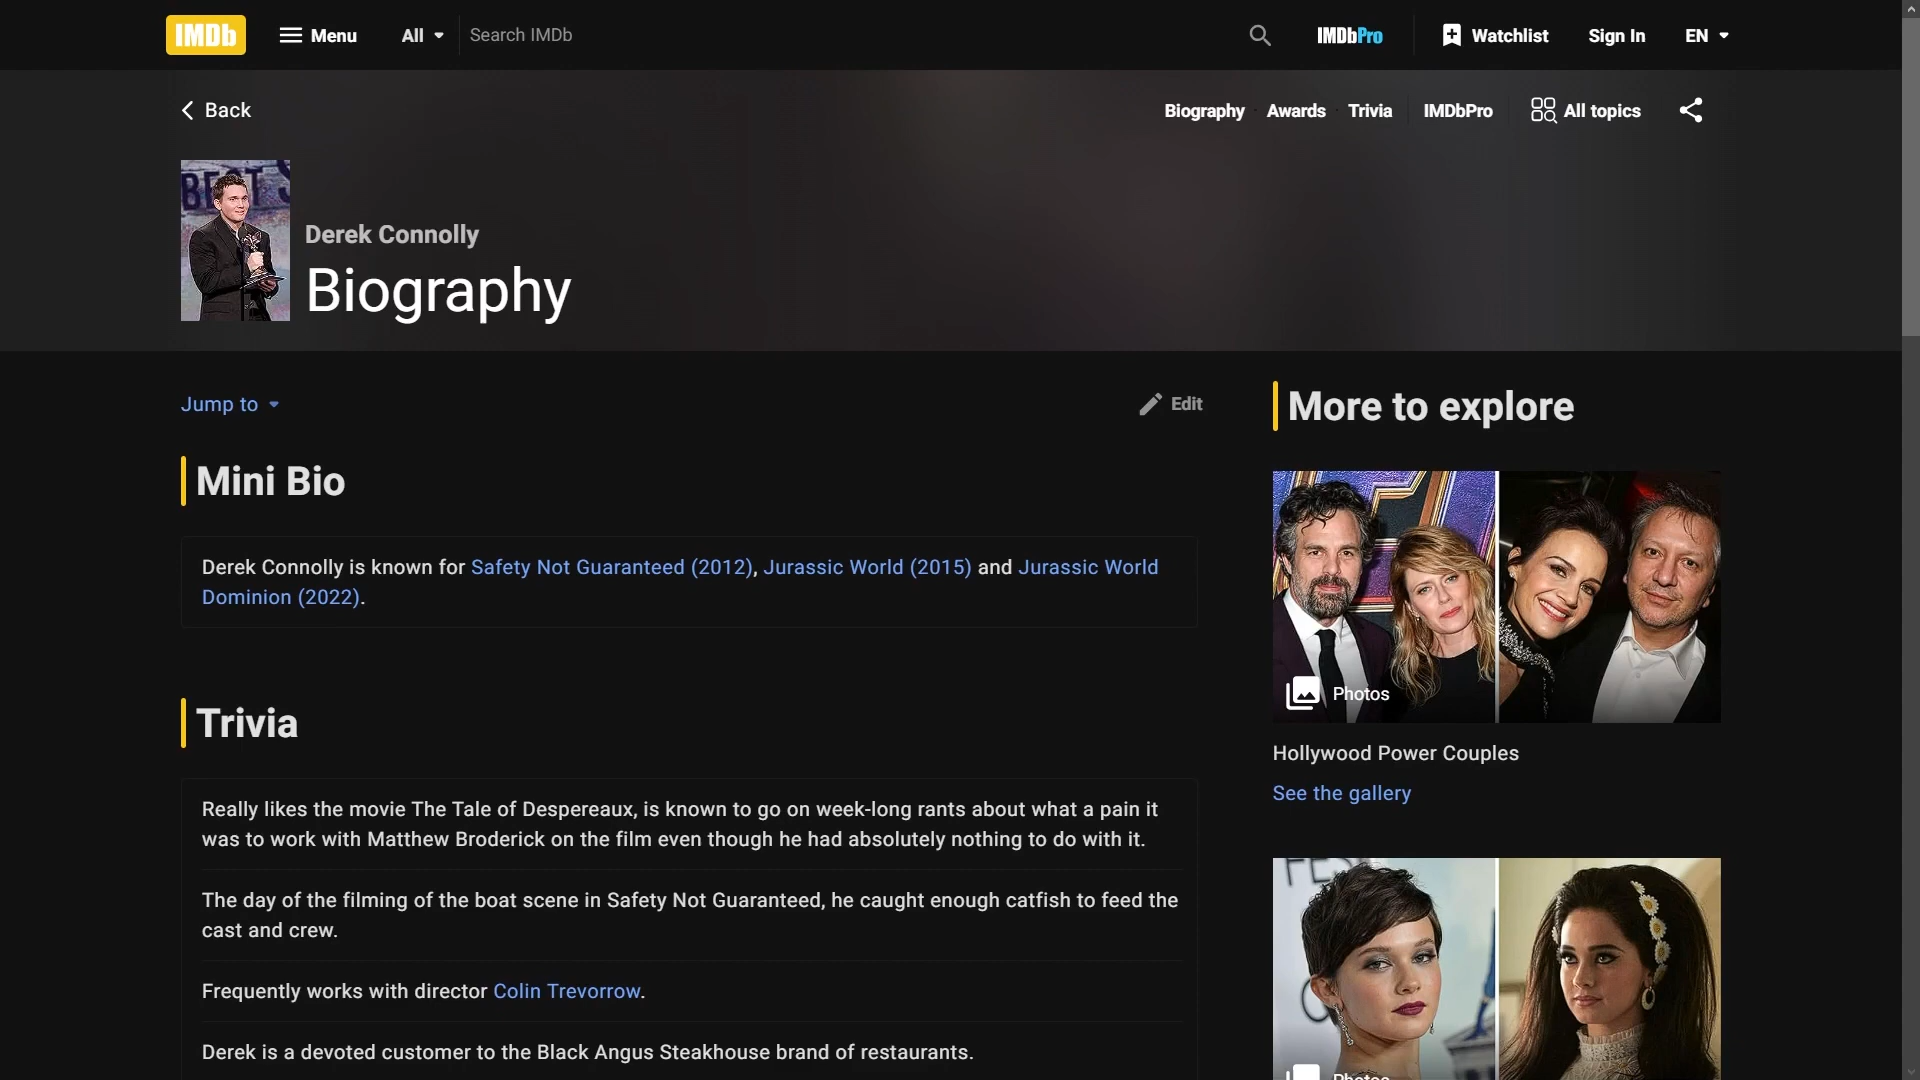 IMDb Menu All Search IMDb IMDbPro Watchlist Sign In EN
Back Biography Awards Trivia IMDbPro All topics
BEST S
Derek Connolly
Biography
Jump to Edit
Mini Bio
Derek Connolly is known for Safety Not Guaranteed (2012), Jurassic World (2015) and Jurassic World
Dominion (2022).
Trivia
Really likes the movie The Tale of Despereaux, is known to go on week-long rants about what a pain it
was to work with Matthew Broderick on the film even though he had absolutely nothing to do with it.
The day of the filming of the boat scene in Safety Not Guaranteed, he caught enough catfish to feed the
cast and crew.
Frequently works with director Colin Trevorrow.
Derek is a devoted customer to the Black Angus Steakhouse brand of restaurants.
More to explore
Photos
Hollywood Power Couples
See the gallery
FES
Photos